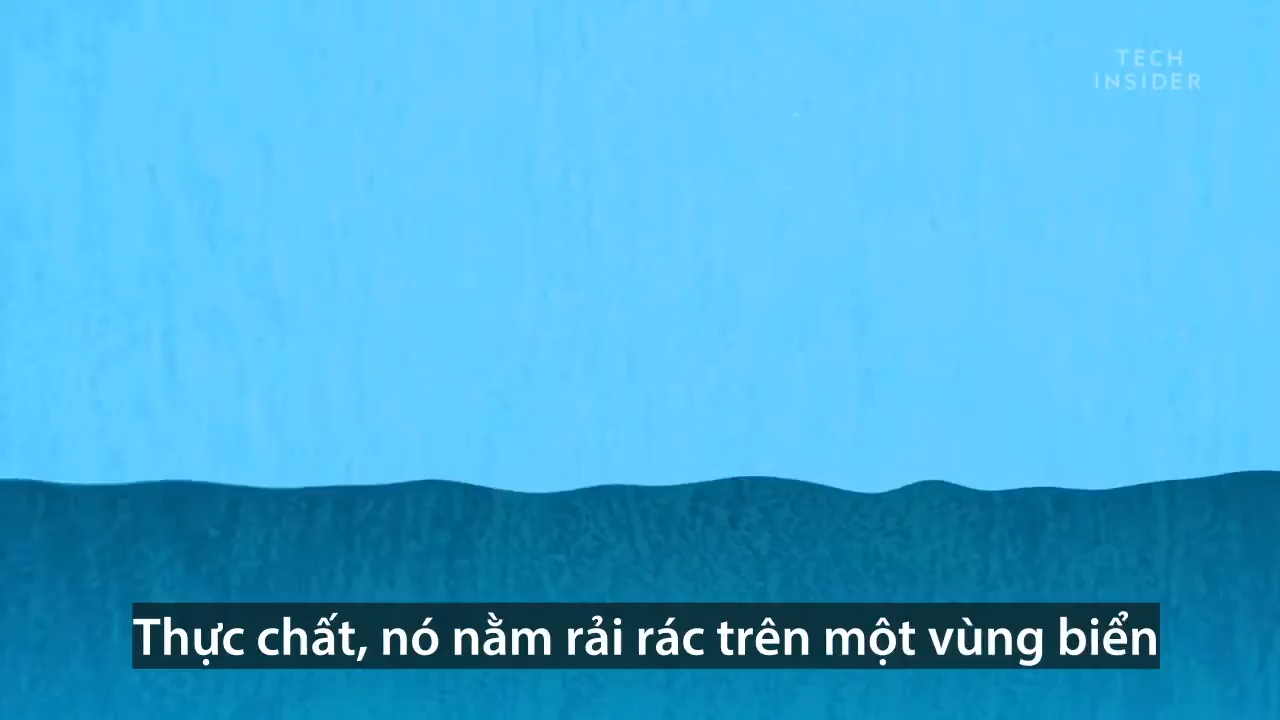 TECH
INSIDER
Thực chất, nó nằm rải rác trên một vùng biển